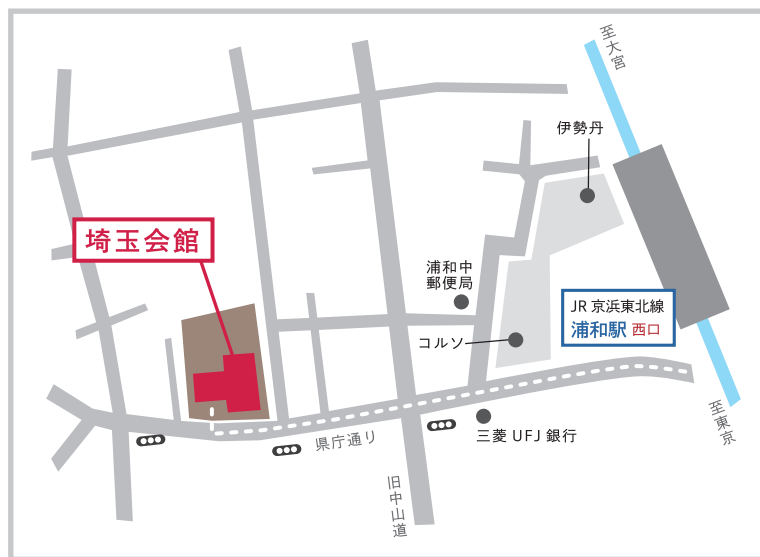 至大宮
伊勢丹
埼玉会館
浦和中
郵便局
JR 京浜東北線
浦和駅 西口
コルソ
至東京
三菱 UFJ 銀行
県庁通り
旧中山道